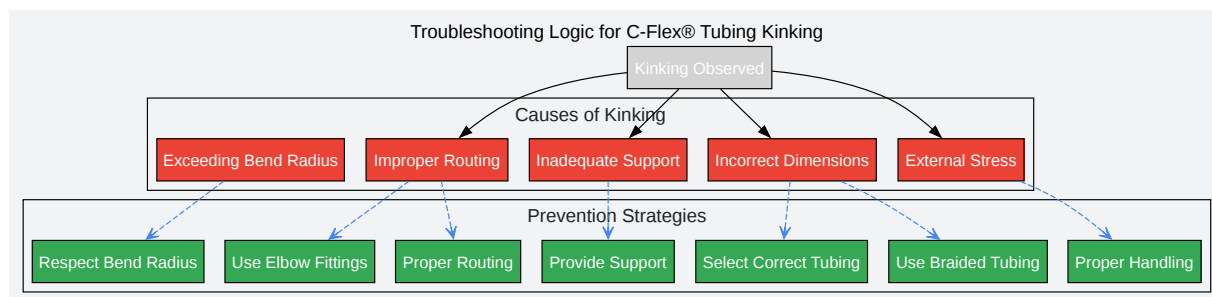 Troubleshooting Logic for C-Flex® Tubing Kinking
Kinking Observed
Causes of Kinking
Exceeding Bend Radius
Improper Routing
Inadequate Support
Incorrect Dimensions
External Stress
Prevention Strategies
Respect Bend Radius
Use Elbow Fittings
Proper Routing
Provide Support
Select Correct Tubing
Use Braided Tubing
Proper Handling